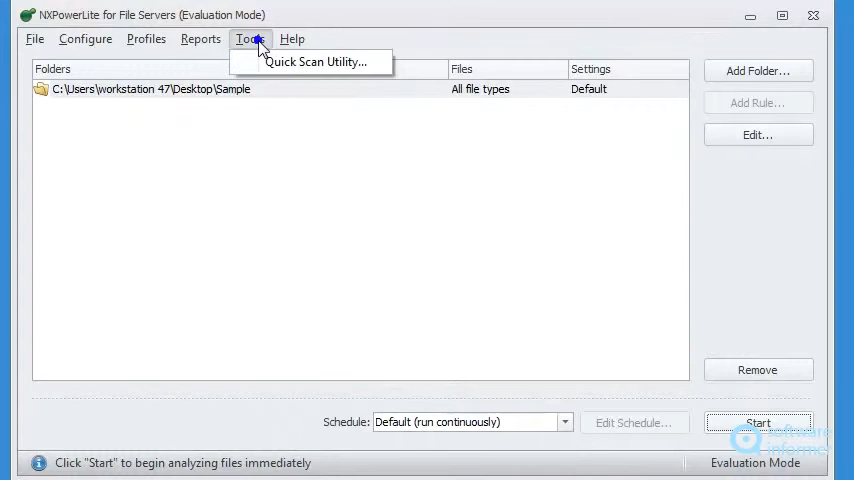 NXPowerLite for File Servers (Evaluation Mode)
File Configure Profiles Reports Tools Help
Quick Scan Utility...
Folders Files Settings
C:\Users\workstation 47\Desktop\Sample All file types Default
Add Folder...
Add Rule...
Edit...
Remove
Schedule: Default (run continuously) Edit Schedule... Start
software
informer
Click "Start" to begin analyzing files immediately Evaluation Mode